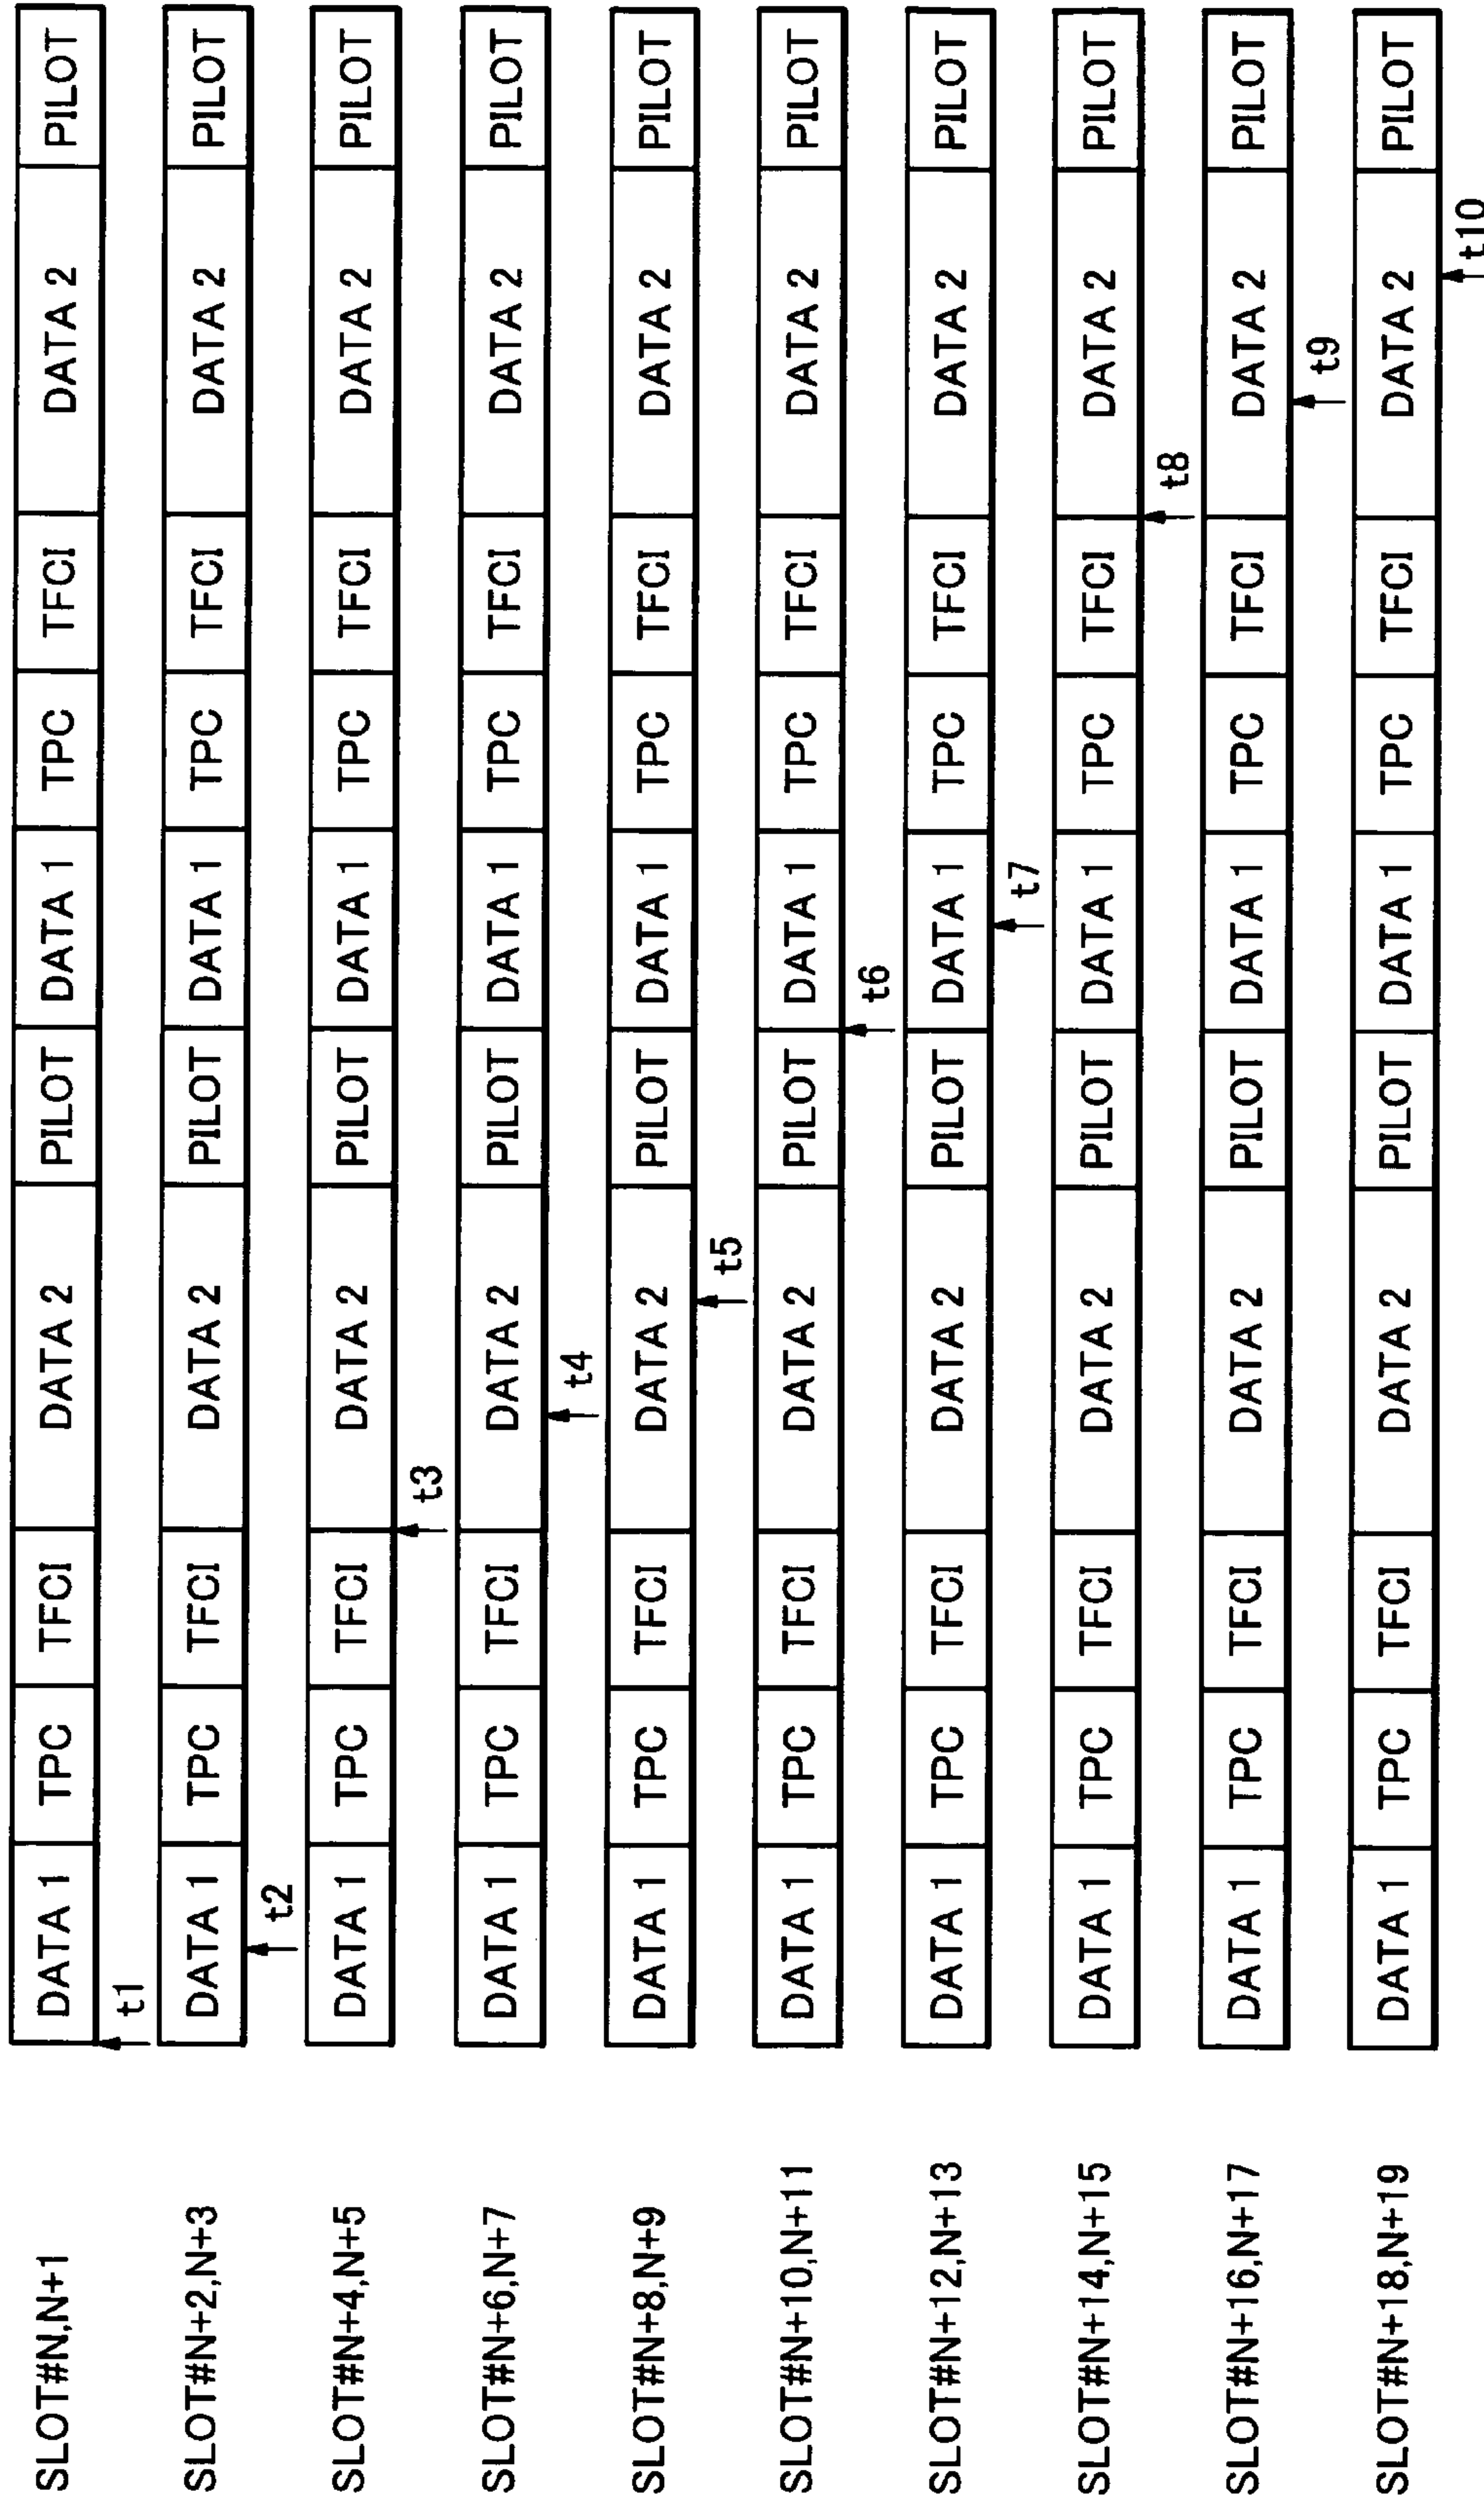 SLOT#N,N+1 DATA 1 TPC TFCI DATA 2 PILOT DATA 1 TPC TFCI DATA 2 PILOT
t1
SLOT#N+2,N+3 DATA 1 TPC TFCI DATA 2 PILOT DATA 1 TPC TFCI DATA 2 PILOT
t2
SLOT#N+4,N+5 DATA 1 TPC TFCI DATA 2 PILOT DATA 1 TPC TFCI DATA 2 PILOT
t3
SLOT#N+6,N+7 DATA 1 TPC TFCI DATA 2 PILOT DATA 1 TPC TFCI DATA 2 PILOT
t4
SLOT#N+8,N+9 DATA 1 TPC TFCI DATA 2 PILOT DATA 1 TPC TFCI DATA 2 PILOT
t5
SLOT#N+10,N+11 DATA 1 TPC TFCI DATA 2 PILOT DATA 1 TPC TFCI DATA 2 PILOT
t6
SLOT#N+12,N+13 DATA 1 TPC TFCI DATA 2 PILOT DATA 1 TPC TFCI DATA 2 PILOT
t7
SLOT#N+14,N+15 DATA 1 TPC TFCI DATA 2 PILOT DATA 1 TPC TFCI DATA 2 PILOT
t8
SLOT#N+16,N+17 DATA 1 TPC TFCI DATA 2 PILOT DATA 1 TPC TFCI DATA 2 PILOT
t9
SLOT#N+18,N+19 DATA 1 TPC TFCI DATA 2 PILOT DATA 1 TPC TFCI DATA 2 PILOT
t10